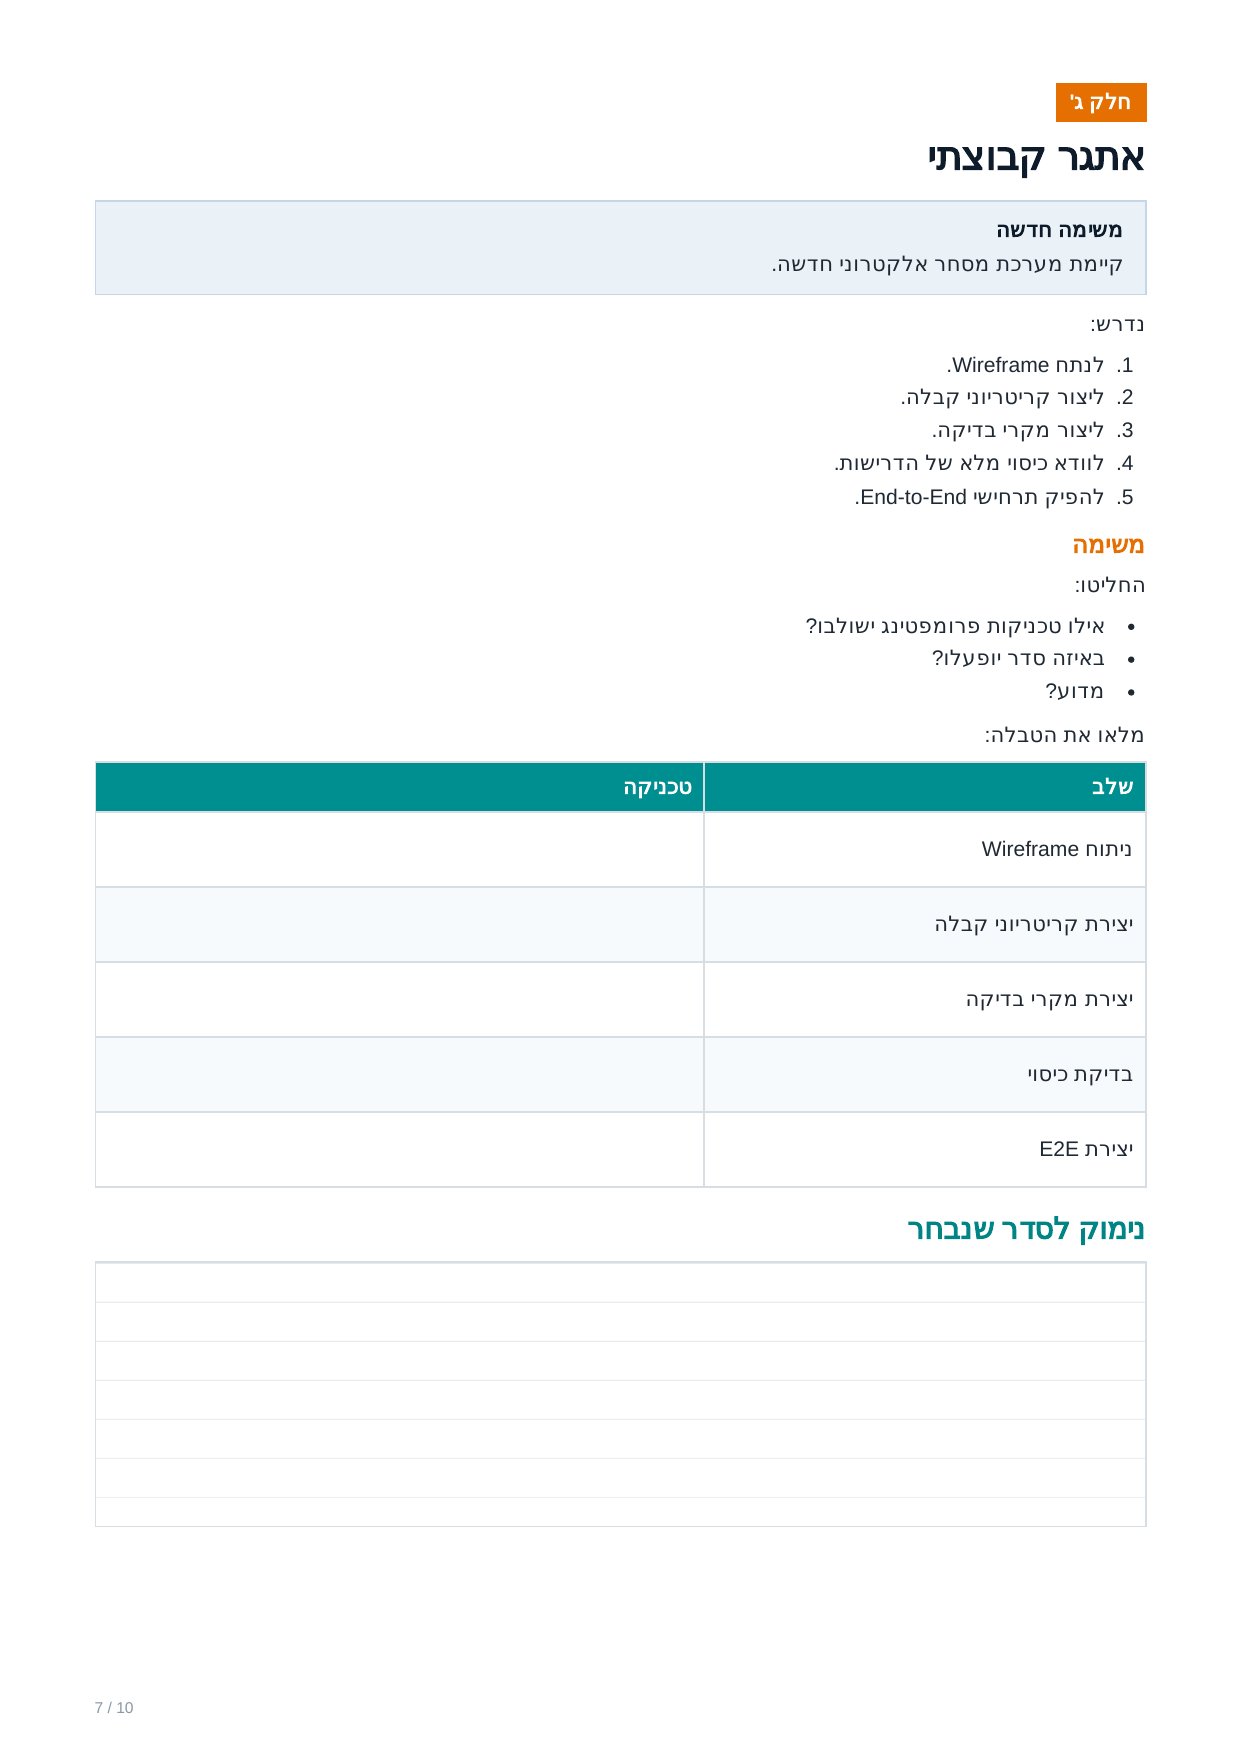 חלק ג'
אתגר קבוצתי
משימה חדשה
קיימת מערכת מסחר אלקטרוני חדשה.
נדרש:
1. לנתח Wireframe.
2. ליצור קריטריוני קבלה.
3. ליצור מקרי בדיקה.
4. לוודא כיסוי מלא של הדרישות.
5. להפיק תרחישי End-to-End.
משימה
החליטו:
• אילו טכניקות פרומפטינג ישולבו?
• באיזה סדר יופעלו?
• מדוע?
מלאו את הטבלה:
שלב טכניקה
ניתוח Wireframe
יצירת קריטריוני קבלה
יצירת מקרי בדיקה
בדיקת כיסוי
יצירת E2E
נימוק לסדר שנבחר
7 / 10